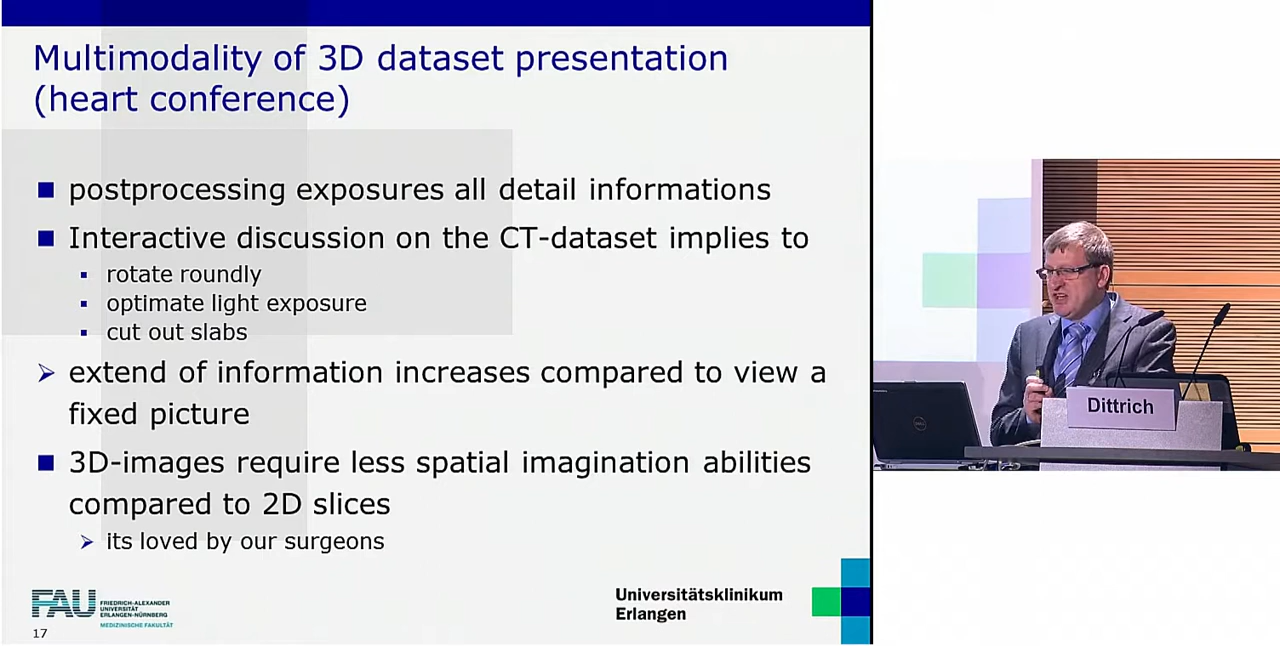 Multimodality of 3D dataset presentation
(heart conference)
postprocessing exposures all detail informations
Interactive discussion on the CT-dataset implies to
rotate roundly
optimate light exposure
cut out slabs
extend of information increases compared to view a
fixed picture
3D-images require less spatial imagination abilities
compared to 2D slices
its loved by our surgeons
FAU
FRIEDRICH-ALEXANDER
UNIVERSITÄT
ERLANGEN-NÜRNBERG
MEDIZINISCHE FAKULTÄT
Universitätsklinikum
Erlangen
17
Dittrich
DELL